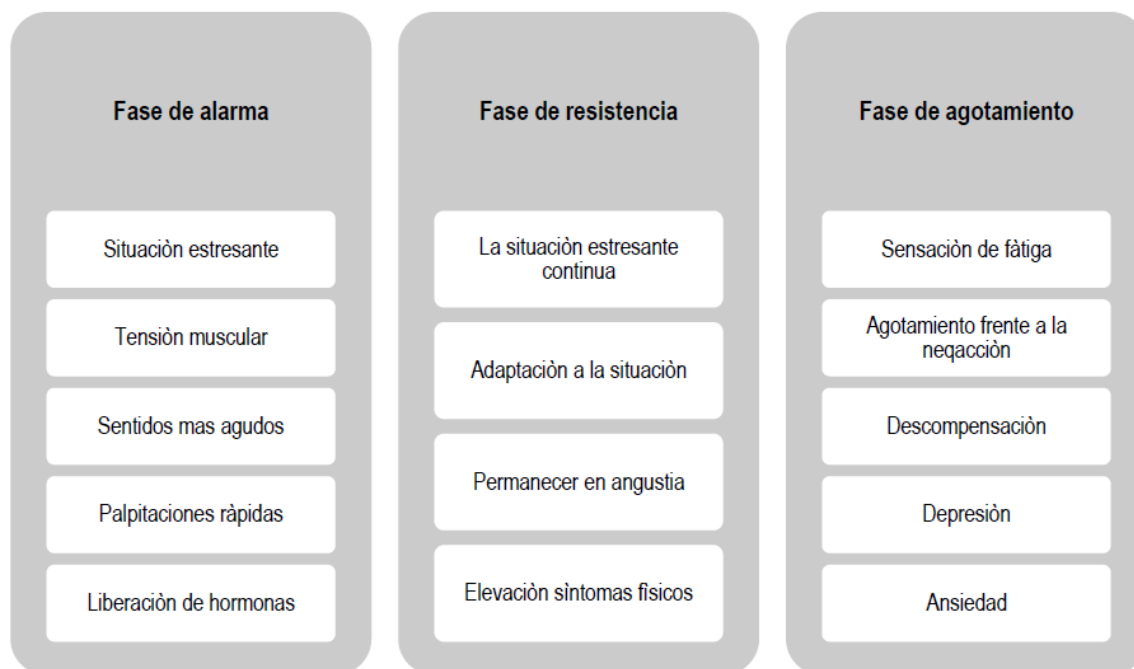 Fase de alarma
Situaciòn estresante
Tensiòn muscular
Sentidos mas agudos
Palpitaciones ràpidas
Liberaciòn de hormonas
Fase de resistencia
La situaciòn estresante
continua
Adaptaciòn a la situaciòn
Permanecer en angustia
Elevaciòn sìntomas físicos
Fase de agotamiento
Sensaciòn de fàtiga
Agotamiento frente a la
neqacciòn
Descompensaciòn
Depresiòn
Ansiedad